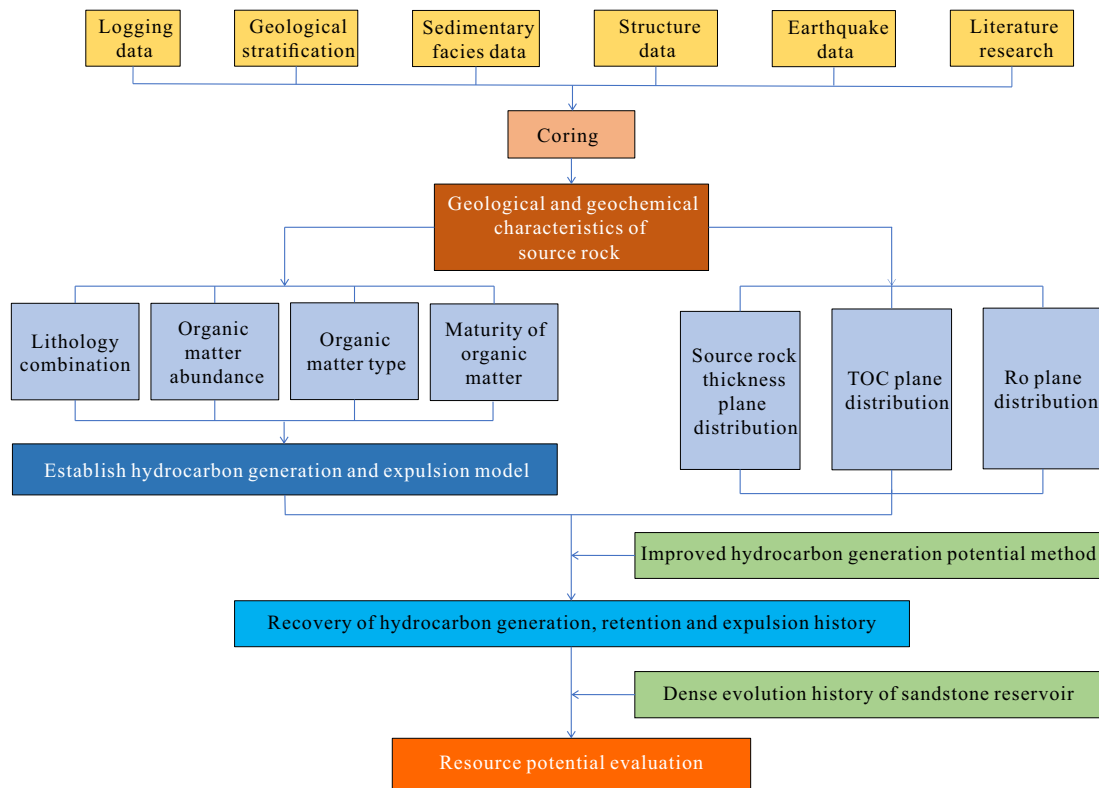 Logging
data
Geological
stratification
Sedimentary
facies data
Structure
data
Earthquake
data
Literature
research
Coring
Geological and geochemical
characteristics of
source rock
Lithology
combination
Organic
matter
abundance
Organic
matter type
Maturity of
organic
matter
Source rock
thickness
plane
distribution
TOC plane
distribution
Ro plane
distribution
Establish hydrocarbon generation and expulsion model
Improved hydrocarbon generation potential method
Recovery of hydrocarbon generation, retention and expulsion history
Dense evolution history of sandstone reservoir
Resource potential evaluation